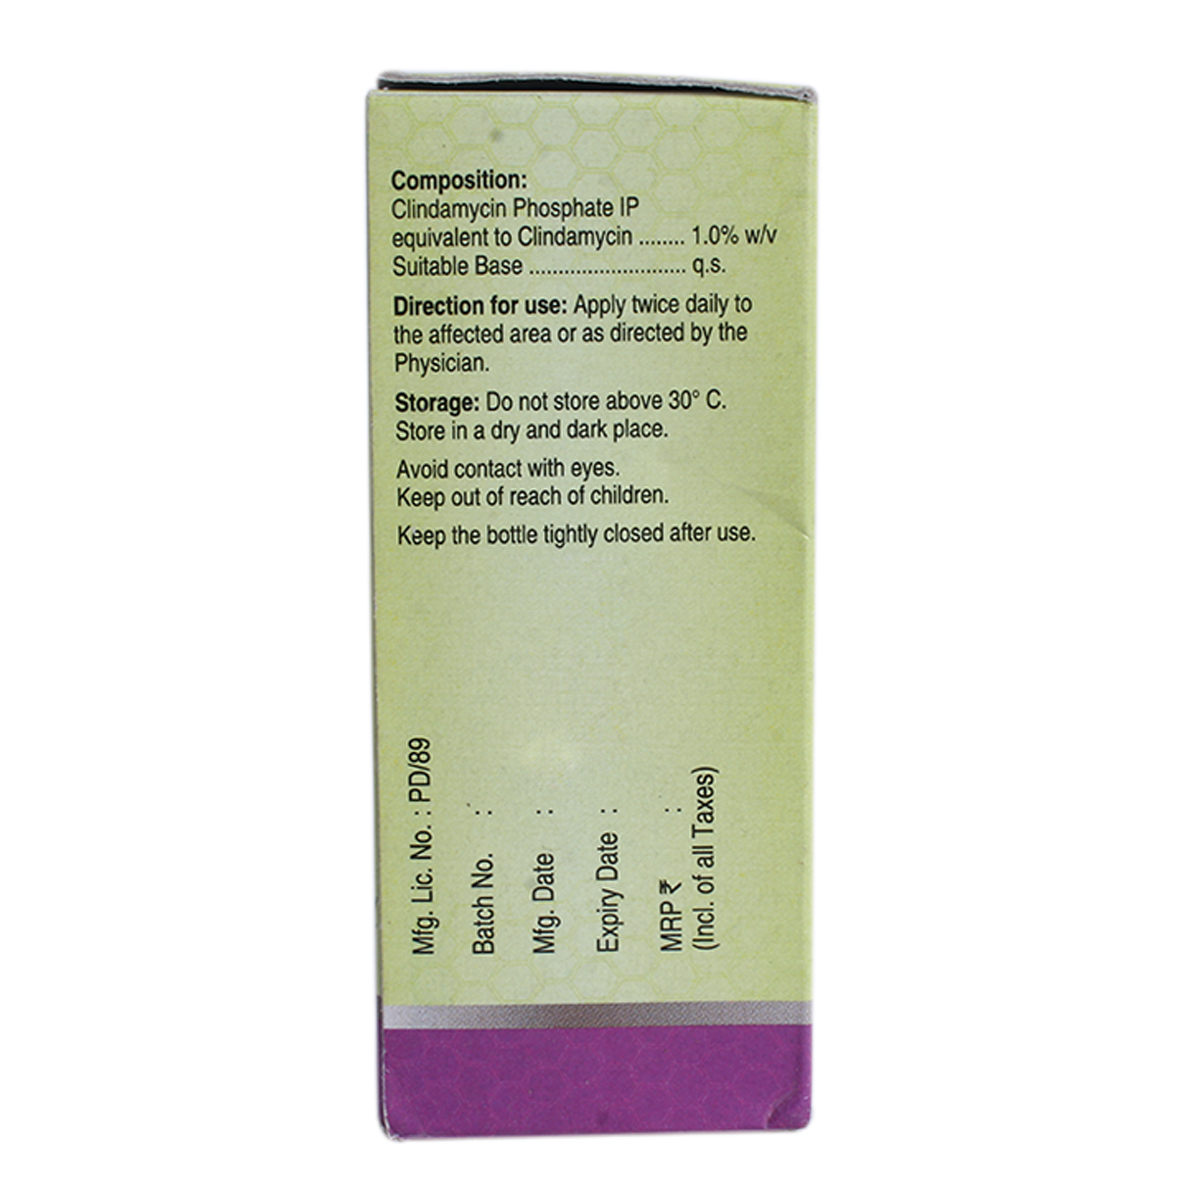 Composition:
Clindamycin Phosphate IP
equivalent to Clindamycin ........ 1.0% w/v
Suitable Base ........................... q.s.
Direction for use: Apply twice daily to
the affected area or as directed by the
Physician.
Storage: Do not store above 30° C.
Store in a dry and dark place.
Avoid contact with eyes.
Keep out of reach of children.
Keep the bottle tightly closed after use.
Mfg. Lic. No. : PD/89
Batch No. :
Mfg. Date :
Expiry Date :
MRP ₹ :
(Incl. of all Taxes)